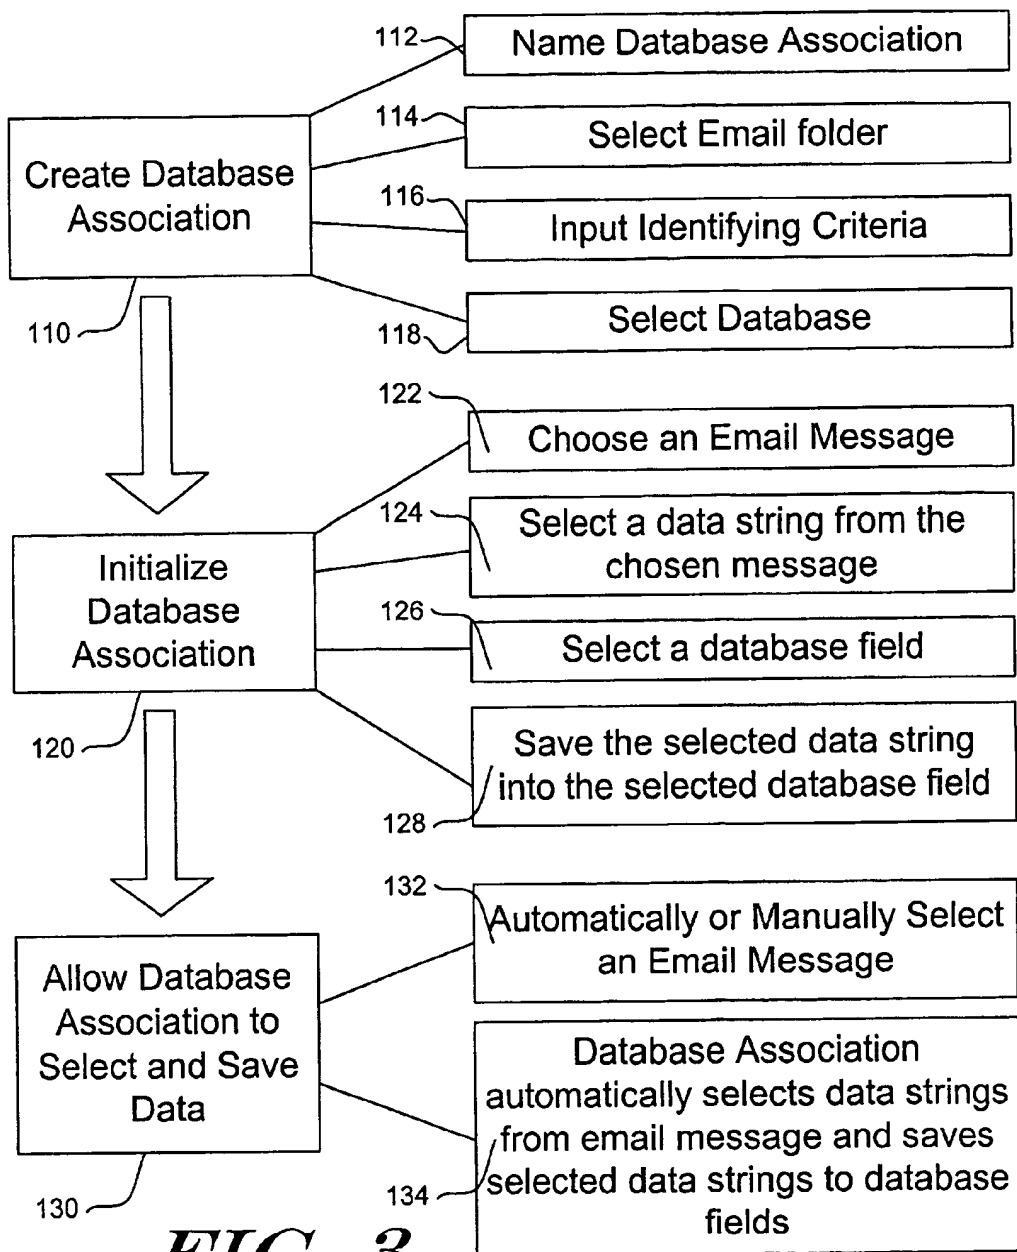 112
Name Database Association
114
Select Email folder
Create Database
Association
116
Input Identifying Criteria
110
118
Select Database
122
Choose an Email Message
124
Select a data string from the
chosen message
Initialize
Database
Association
126
Select a database field
120
Save the selected data string
into the selected database field
128
132
Automatically or Manually Select
an Email Message
Allow Database
Association to
Select and Save
Data
130
Database Association
automatically selects data strings
from email message and saves
selected data strings to database
fields
134
FIG. 3